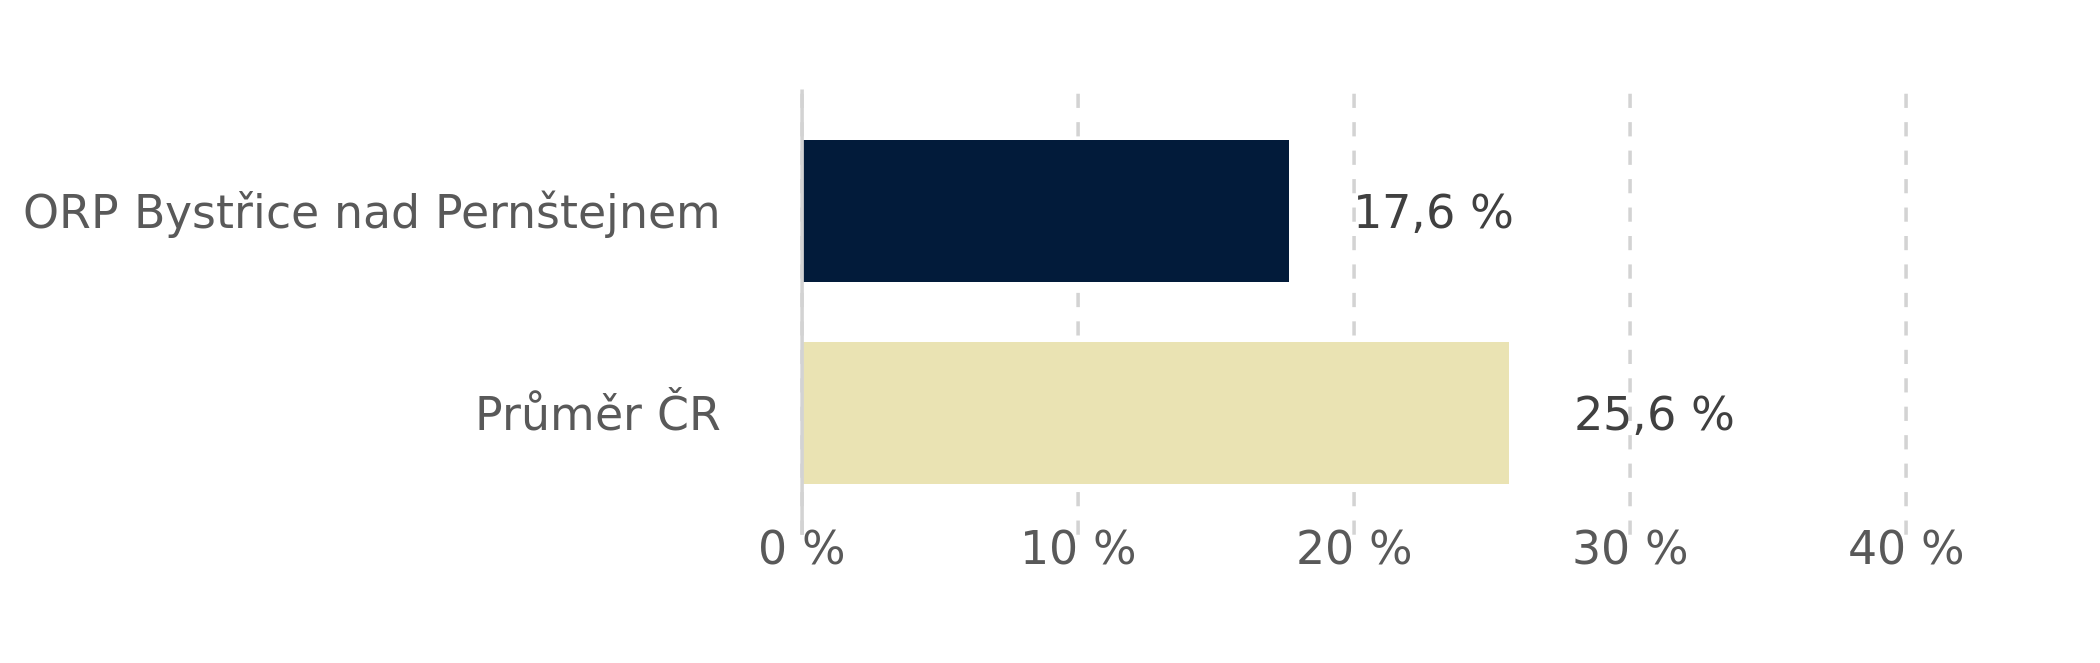 ORP Bystřice nad Pernštejnem 17,6 %
Průměr ČR 25,6 %
0 % 10 % 20 % 30 % 40 %